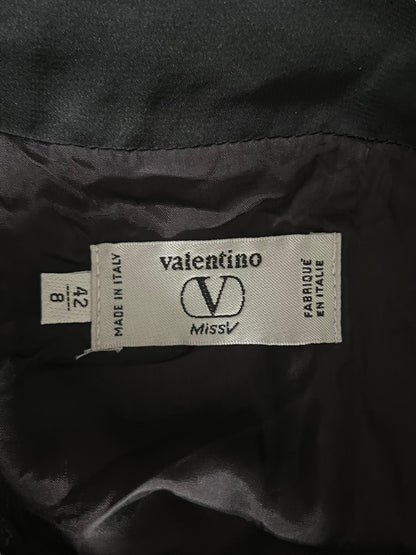 valentino
V
MissV
MADE IN ITALY
FABRIQUÉ
EN ITALIE
42
8